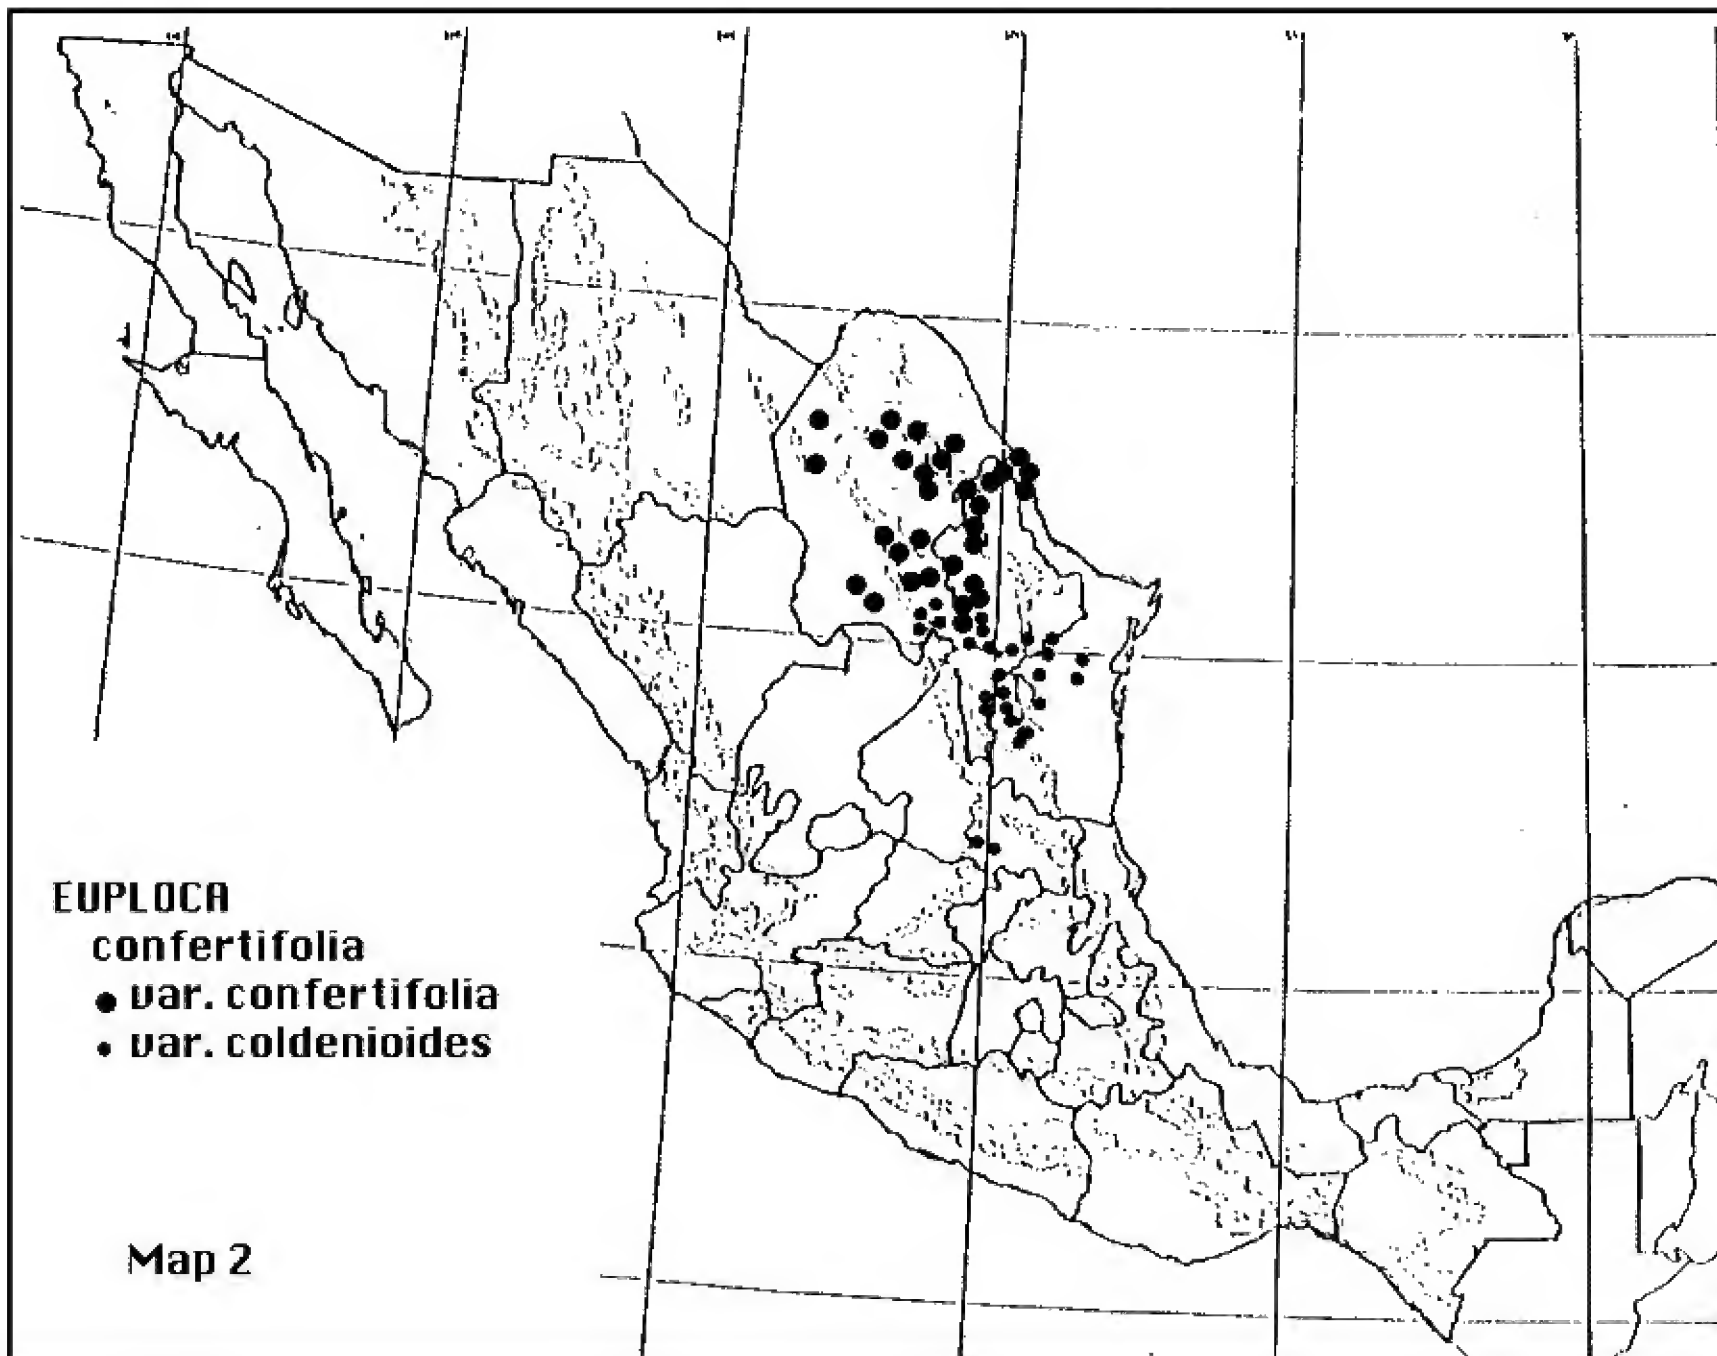 EUPLOCA
confertifolia
● var. confertifolia
• var. coldenioides
Map 2